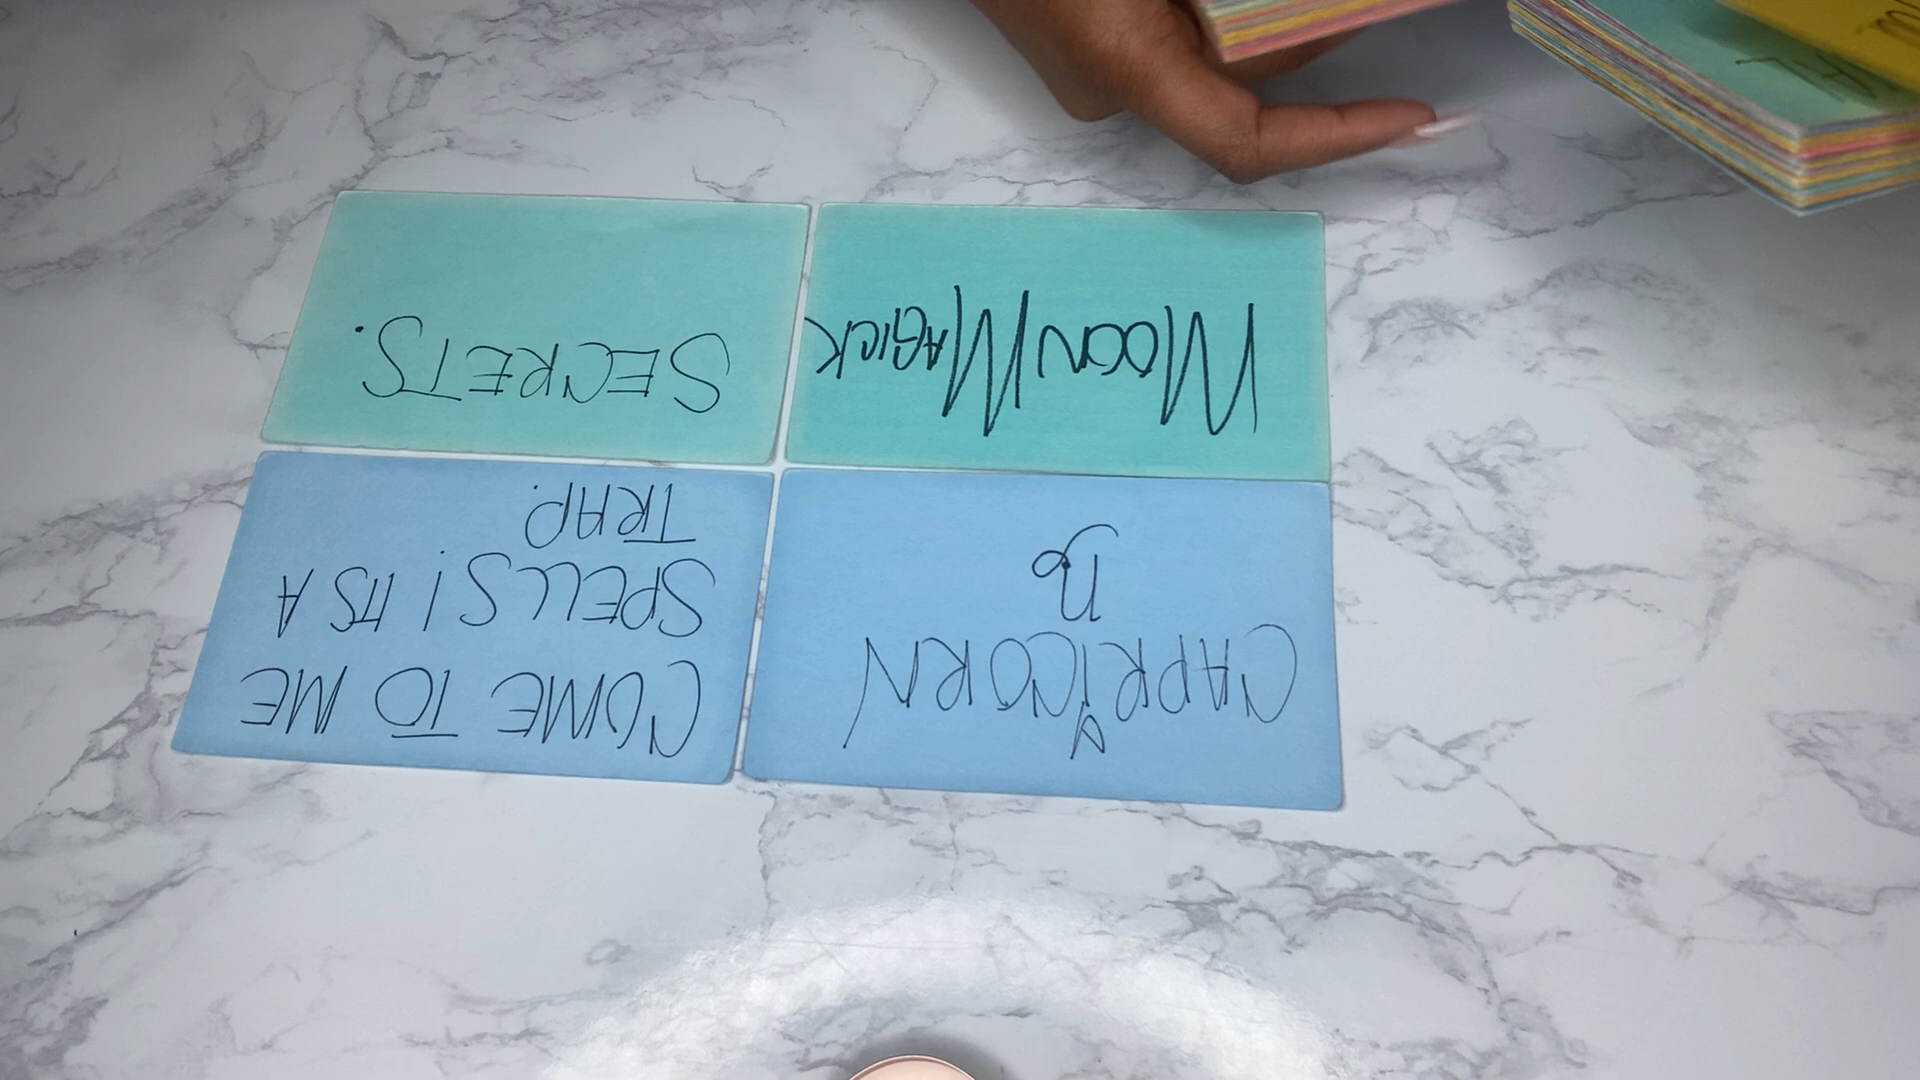 CAPRICORN
♑
COME TO ME
SPELLS! ITS A
TRAP.
MOON MAGICK
SECRETS.